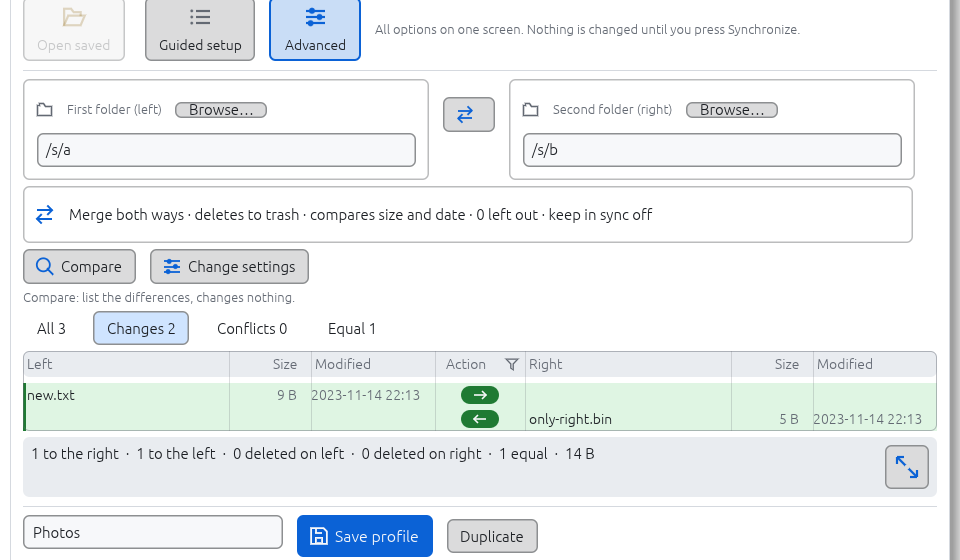 Open saved
Guided setup
Advanced
All options on one screen. Nothing is changed until you press Synchronize.
First folder (left) Browse…
Second folder (right) Browse…
/s/a
/s/b
Merge both ways · deletes to trash · compares size and date · 0 left out · keep in sync off
Compare
Change settings
Compare: list the differences, changes nothing.
All 3 Changes 2 Conflicts 0 Equal 1
Left Size Modified Action Right Size Modified
new.txt 9 B 2023-11-14 22:13
only-right.bin 5 B 2023-11-14 22:13
1 to the right · 1 to the left · 0 deleted on left · 0 deleted on right · 1 equal · 14 B
Photos
Save profile
Duplicate